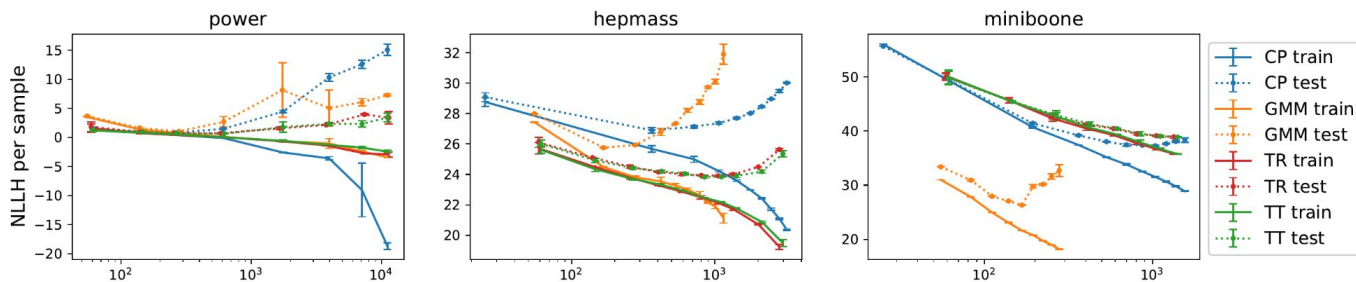 power
hepmass
miniboone
NLLH per sample
15
10
5
0
−5
−10
−15
−20
10²
10³
10⁴
32
30
28
26
24
22
20
10²
10³
50
40
30
20
10²
10³
CP train
CP test
GMM train
GMM test
TR train
TR test
TT train
TT test